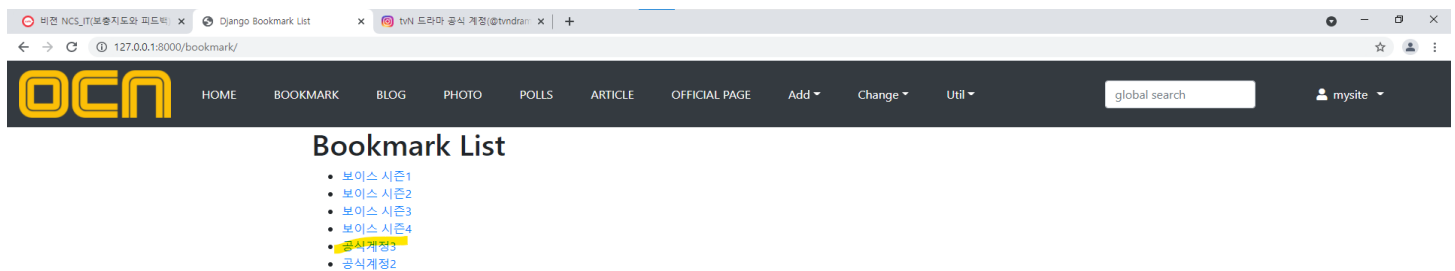 비전 NCS_IT(보충지도와 피드백)
Django Bookmark List
tvN 드라마 공식 계정(@tvndram
127.0.0.1:8000/bookmark/
OCN HOME BOOKMARK BLOG PHOTO POLLS ARTICLE OFFICIAL PAGE Add Change Util global search mysite
Bookmark List
보이스 시즌1
보이스 시즌2
보이스 시즌3
보이스 시즌4
공식계정3
공식계정2